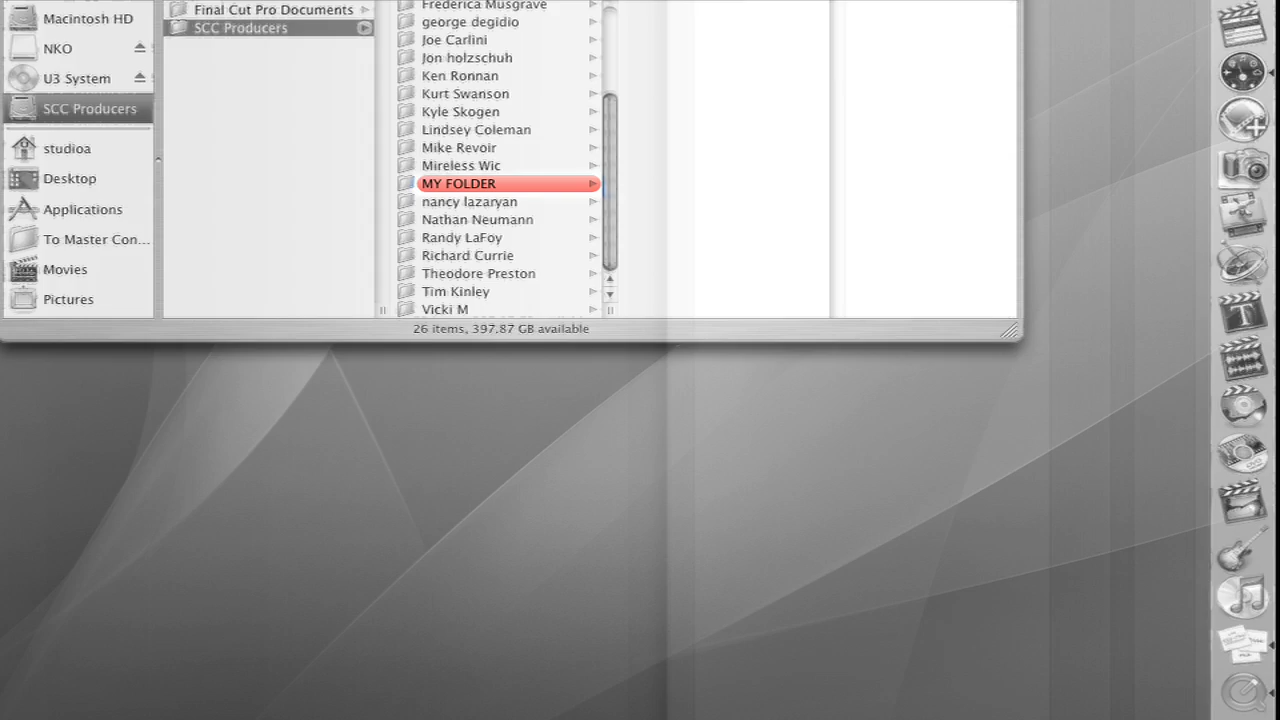 Macintosh HD
NKO
U3 System
SCC Producers
studioa
Desktop
Applications
To Master Con...
Movies
Pictures
Final Cut Pro Documents
SCC Producers
Frederica Musgrave
george degidio
Joe Carlini
Jon holzschuh
Ken Ronnan
Kurt Swanson
Kyle Skogen
Lindsey Coleman
Mike Revoir
Mireless Wic
MY FOLDER
nancy lazaryan
Nathan Neumann
Randy LaFoy
Richard Currie
Theodore Preston
Tim Kinley
Vicki M
26 items, 397.87 GB available